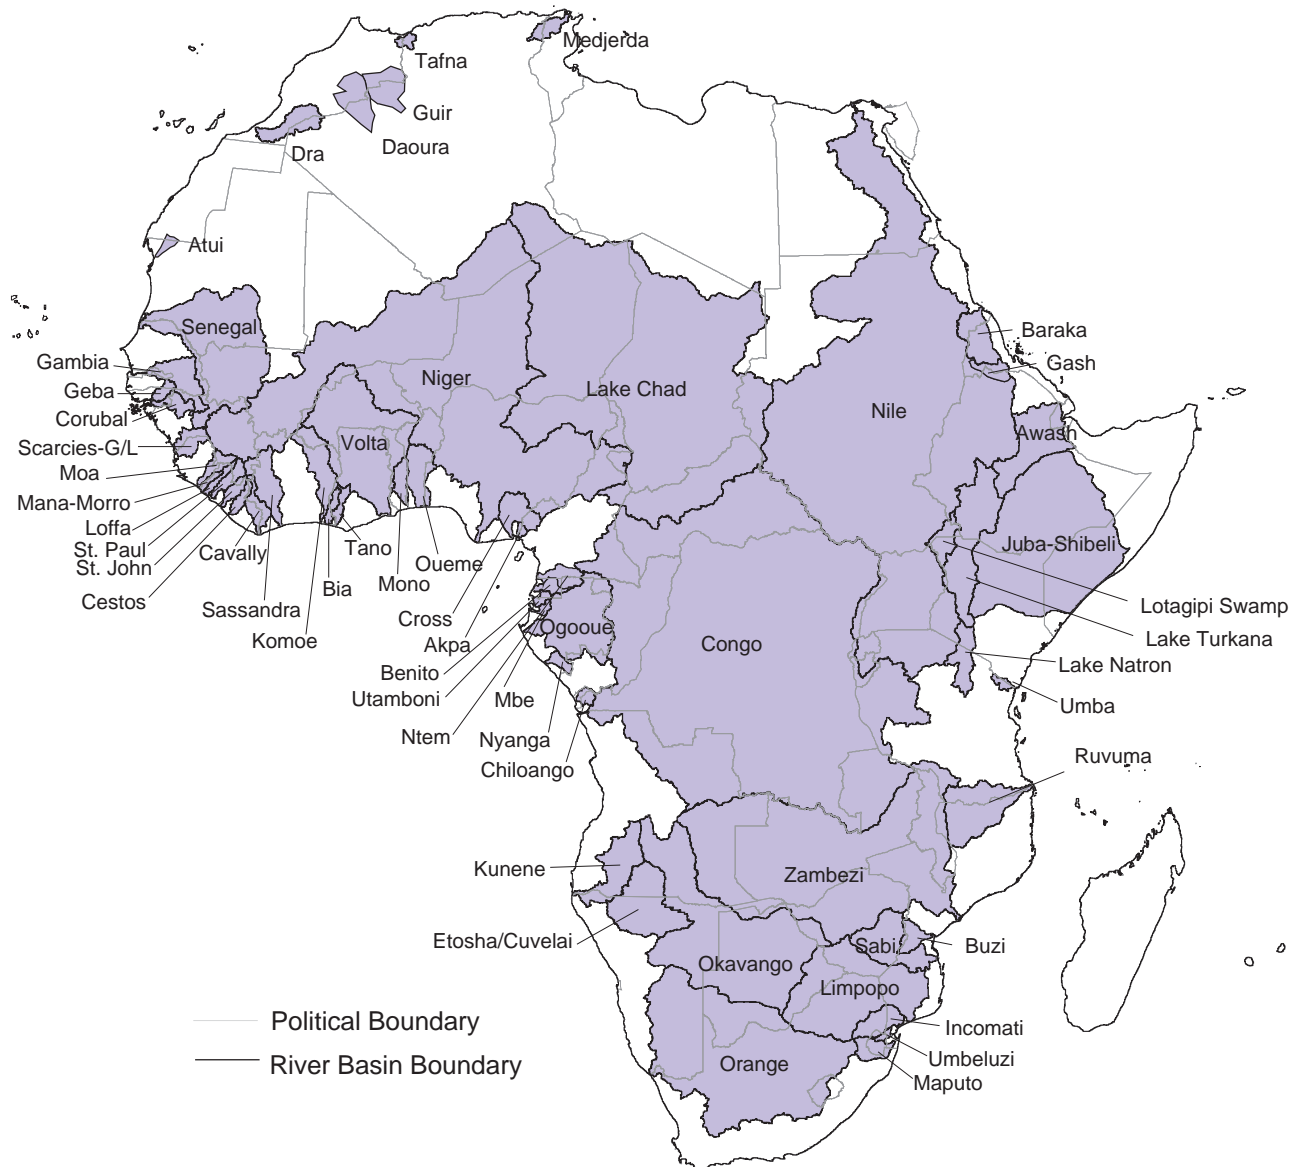 Medjerda
Tafna
Guir
Daoura
Dra
Atui
Senegal
Gambia
Geba
Corubal
Scarcies-G/L
Moa
Mana-Morro
Loffa
St. Paul
St. John
Cestos
Cavally
Sassandra
Komoe
Bia
Tano
Mono
Oueme
Volta
Niger
Lake Chad
Nile
Baraka
Gash
Awash
Juba-Shibeli
Lotagipi Swamp
Lake Turkana
Lake Natron
Umba
Cross
Akpa
Benito
Utamboni
Ntem
Mbe
Nyanga
Chiloango
Ogooue
Congo
Ruvuma
Kunene
Zambezi
Etosha/Cuvelai
Okavango
Sabi
Buzi
Limpopo
Incomati
Umbeluzi
Maputo
Orange
Political Boundary
River Basin Boundary